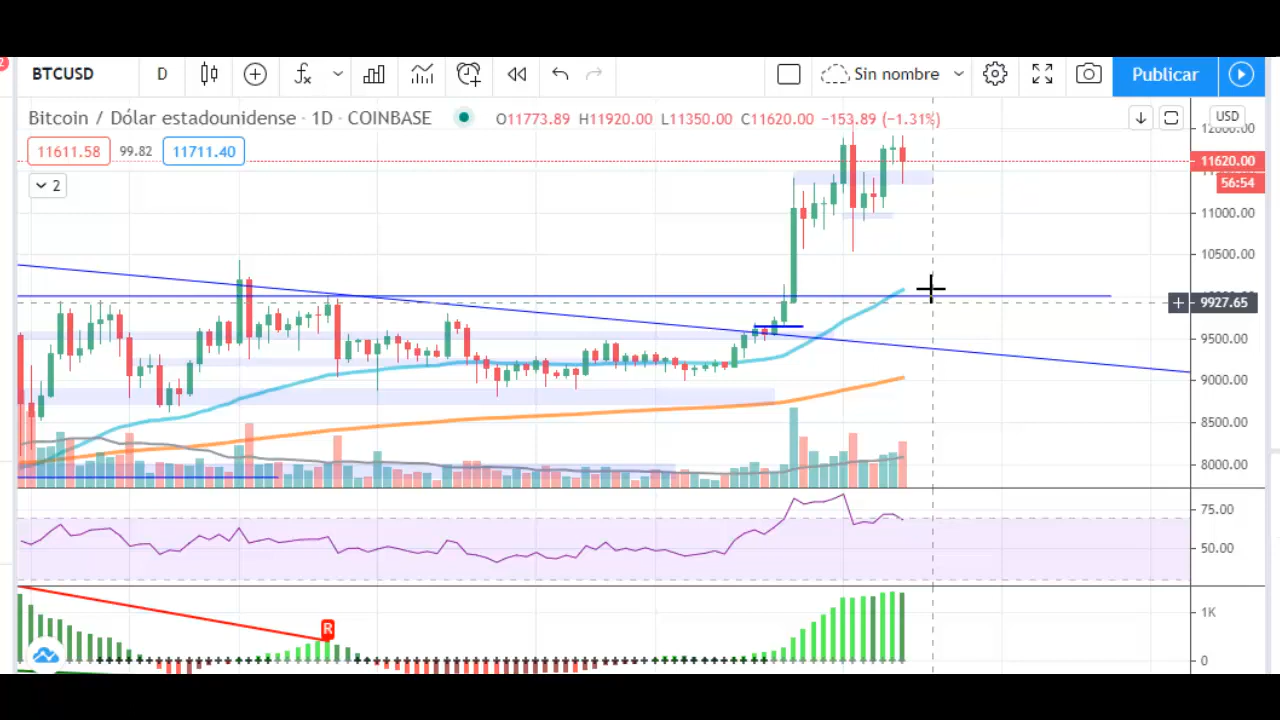 2
BTCUSD D Sin nombre Publicar
Bitcoin / Dólar estadounidense · 1D · COINBASE O11773.89 H11920.00 L11350.00 C11620.00 −153.89 (−1.31%)
USD
12000.00
11611.58 99.82 11711.40
11620.00
56:54
2
11000.00
10500.00
9927.65
9500.00
9000.00
8500.00
8000.00
75.00
50.00
1K
R
0